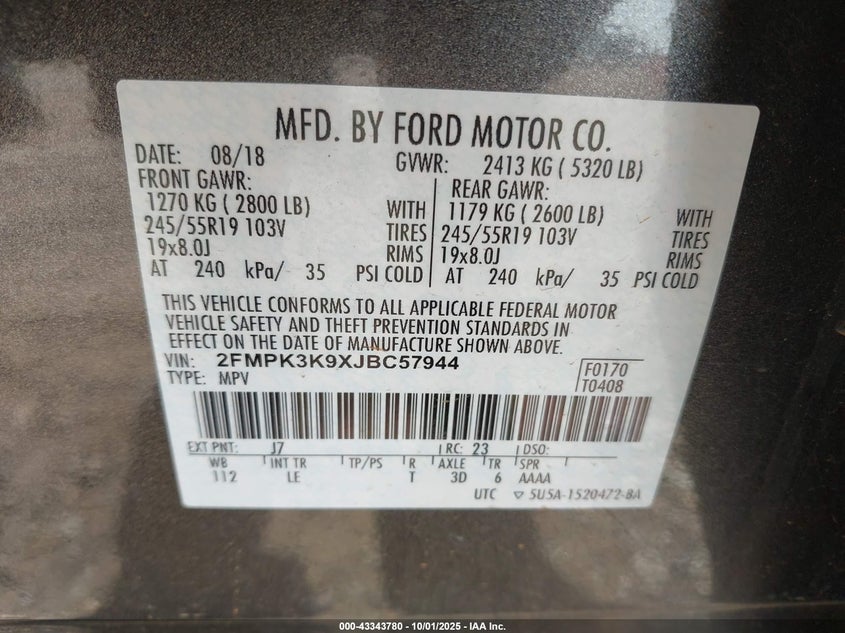 MFD. BY FORD MOTOR CO.
DATE: 08/18 GVWR: 2413 KG ( 5320 LB)
FRONT GAWR: REAR GAWR:
1270 KG ( 2800 LB) WITH 1179 KG ( 2600 LB) WITH
245/55R19 103V TIRES 245/55R19 103V TIRES
19x8.0J RIMS 19x8.0J RIMS
AT 240 kPa/ 35 PSI COLD AT 240 kPa/ 35 PSI COLD
THIS VEHICLE CONFORMS TO ALL APPLICABLE FEDERAL MOTOR
VEHICLE SAFETY AND THEFT PREVENTION STANDARDS IN
EFFECT ON THE DATE OF MANUFACTURE SHOWN ABOVE.
VIN: 2FMPK3K9XJBC57944 F0170
TYPE: MPV T0408
EXT PNT: J7 RC: 23 DSO:
WB INT TR TP/PS R AXLE TR SPR
112 LE T 3D 6 AAAA
UTC ▽ 5U5A-1520472-BA
000-43343780 - 10/01/2025 - IAA Inc.